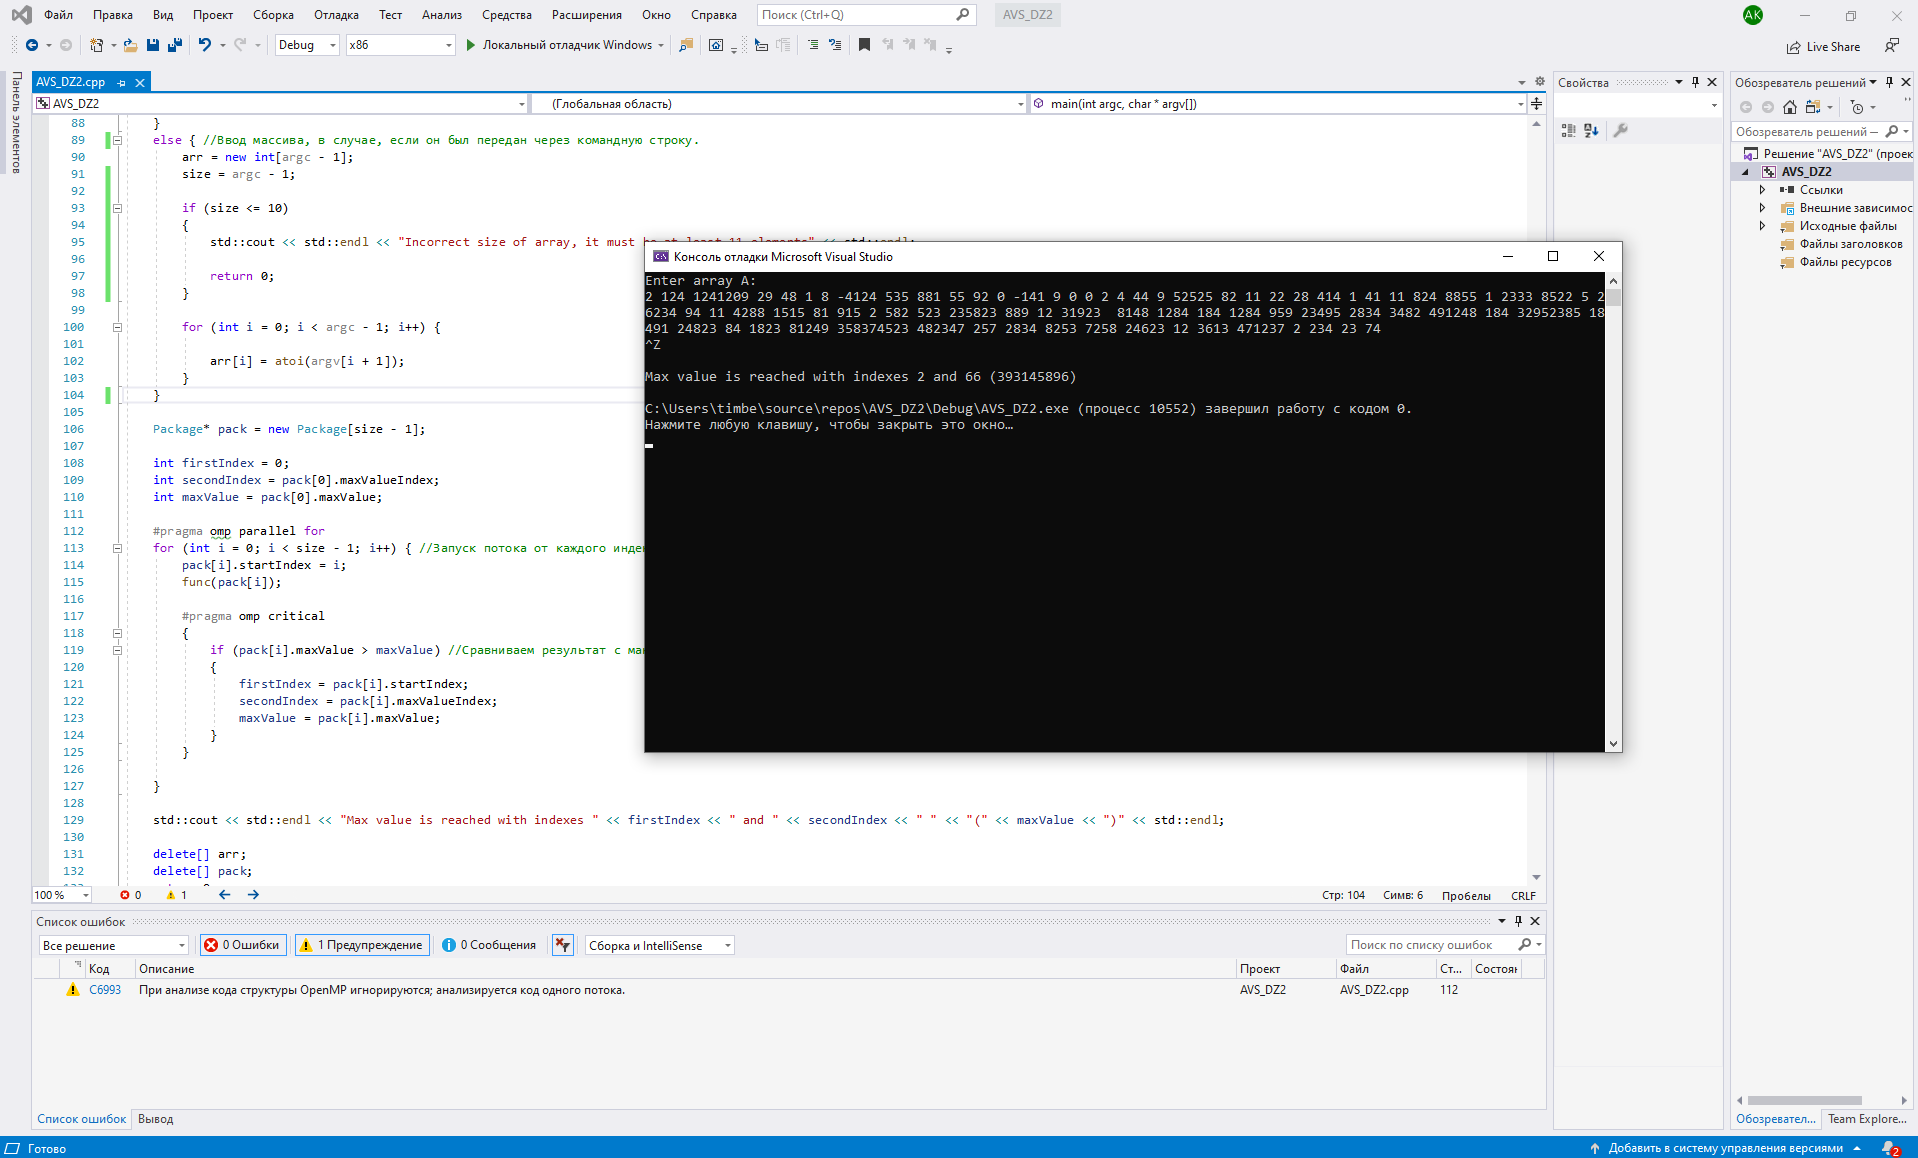 Файл Правка Вид Проект Сборка Отладка Тест Анализ Средства Расширения Окно Справка Поиск (Ctrl+Q) AVS_DZ2 AK
Debug x86 Локальный отладчик Windows Live Share
Панель элементов
AVS_DZ2.cpp
AVS_DZ2 (Глобальная область) main(int argc, char * argv[])
88 }
89 else { //Ввод массива, в случае, если он был передан через командную строку.
90 arr = new int[argc - 1];
91 size = argc - 1;
92
93 if (size <= 10)
94 {
95 std::cout << std::endl << "Incorrect size of array, it must be at least 11 elements" << std::endl;
96
97 return 0;
98 }
99
100 for (int i = 0; i < argc - 1; i++) {
101
102 arr[i] = atoi(argv[i + 1]);
103 }
104 }
105
106 Package* pack = new Package[size - 1];
107
108 int firstIndex = 0;
109 int secondIndex = pack[0].maxValueIndex;
110 int maxValue = pack[0].maxValue;
111
112 #pragma omp parallel for
113 for (int i = 0; i < size - 1; i++) { //Запуск потока от каждого инде
114 pack[i].startIndex = i;
115 func(pack[i]);
116
117 #pragma omp critical
118 {
119 if (pack[i].maxValue > maxValue) //Сравниваем результат с ма
120 {
121 firstIndex = pack[i].startIndex;
122 secondIndex = pack[i].maxValueIndex;
123 maxValue = pack[i].maxValue;
124 }
125 }
126
127 }
128
129 std::cout << std::endl << "Max value is reached with indexes " << firstIndex << " and " << secondIndex << " " << "(" << maxValue << ")" << std::endl;
130
131 delete[] arr;
132 delete[] pack;
100 % 0 1 Стр: 104 Симв: 6 Пробелы CRLF
Консоль отладки Microsoft Visual Studio
Enter array A:
2 124 1241209 29 48 1 8 -4124 535 881 55 92 0 -141 9 0 0 2 4 44 9 52525 82 11 22 28 414 1 41 11 824 8855 1 2333 8522 5 2
6234 94 11 4288 1515 81 915 2 582 523 235823 889 12 31923  8148 1284 184 1284 959 23495 2834 3482 491248 184 32952385 18
491 24823 84 1823 81249 358374523 482347 257 2834 8253 7258 24623 12 3613 471237 2 234 23 74
^Z
Max value is reached with indexes 2 and 66 (393145896)
C:\Users\timbe\source\repos\AVS_DZ2\Debug\AVS_DZ2.exe (процесс 10552) завершил работу с кодом 0.
Нажмите любую клавишу, чтобы закрыть это окно…
Свойства
Обозреватель решений
Обозреватель решений —
Решение "AVS_DZ2" (проек
AVS_DZ2
Ссылки
Внешние зависимос
Исходные файлы
Файлы заголовков
Файлы ресурсов
Обозревател... Team Explore...
Список ошибок
Все решение 0 Ошибки 1 Предупреждение 0 Сообщения Сборка и IntelliSense Поиск по списку ошибок
Код Описание Проект Файл Ст... Состоян
C6993 При анализе кода структуры OpenMP игнорируются; анализируется код одного потока. AVS_DZ2 AVS_DZ2.cpp 112
Список ошибок Вывод
Готово Добавить в систему управления версиями 2